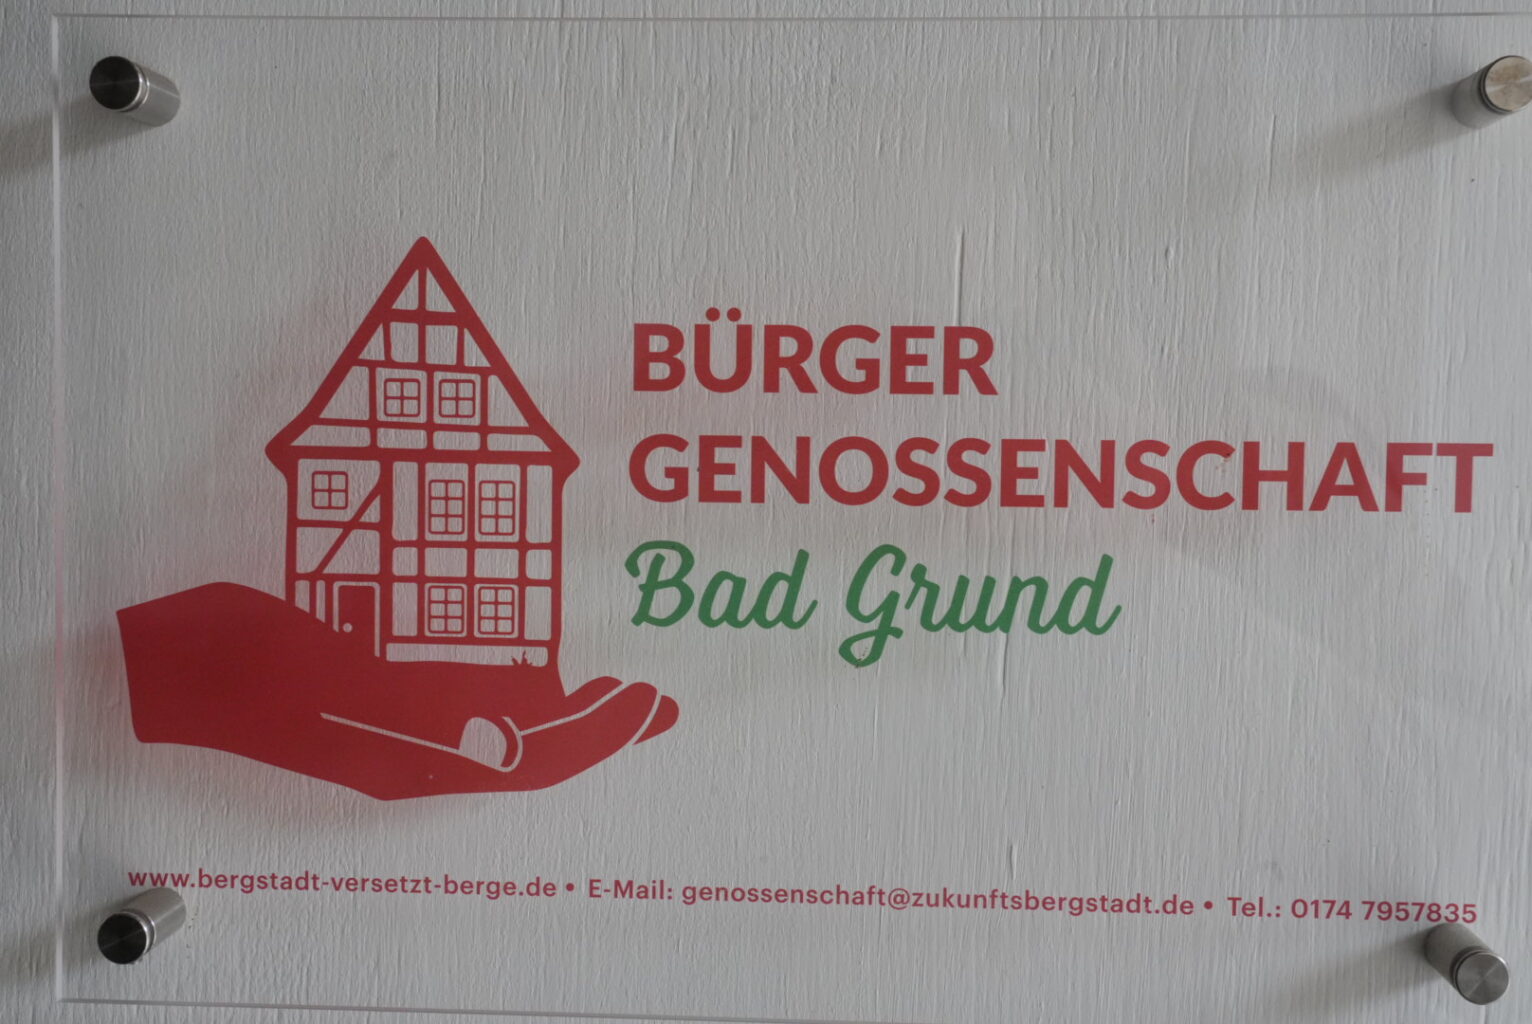 BÜRGER
GENOSSENSCHAFT
Bad Grund
www.bergstadt-versetzt-berge.de • E-Mail: genossenschaft@zukunftsbergstadt.de • Tel.: 0174 7957835